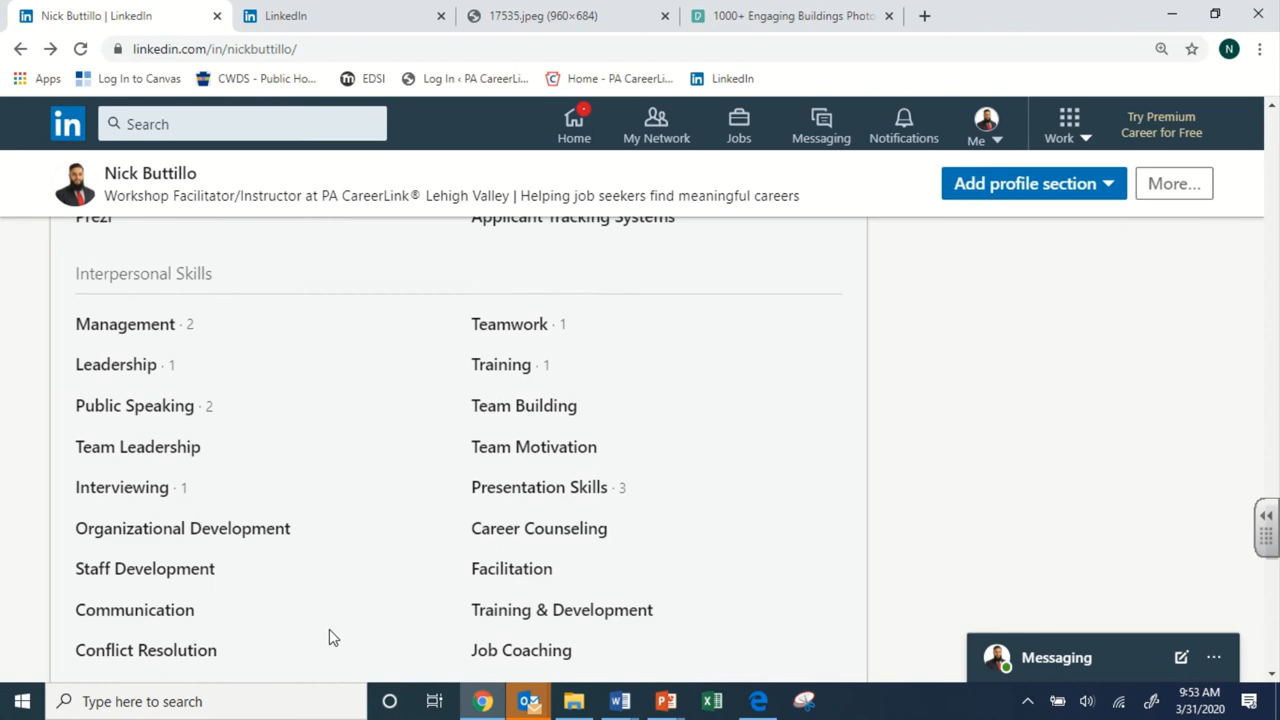 Nick Buttillo | LinkedIn
LinkedIn
17535.jpeg (960×684)
1000+ Engaging Buildings Photo
linkedin.com/in/nickbuttillo/
N
Apps
Log In to Canvas
CWDS - Public Ho...
EDSI
Log In ‹ PA CareerLi...
Home - PA CareerLi...
LinkedIn
in
Search
Home
My Network
Jobs
Messaging
Notifications
Me
Work
Try Premium
Career for Free
Nick Buttillo
Workshop Facilitator/Instructor at PA CareerLink® Lehigh Valley | Helping job seekers find meaningful careers
Add profile section
More...
Prezi
Applicant Tracking Systems
Interpersonal Skills
Management · 2
Teamwork · 1
Leadership · 1
Training · 1
Public Speaking · 2
Team Building
Team Leadership
Team Motivation
Interviewing · 1
Presentation Skills · 3
Organizational Development
Career Counseling
Staff Development
Facilitation
Communication
Training & Development
Conflict Resolution
Job Coaching
Messaging
Type here to search
9:53 AM
3/31/2020